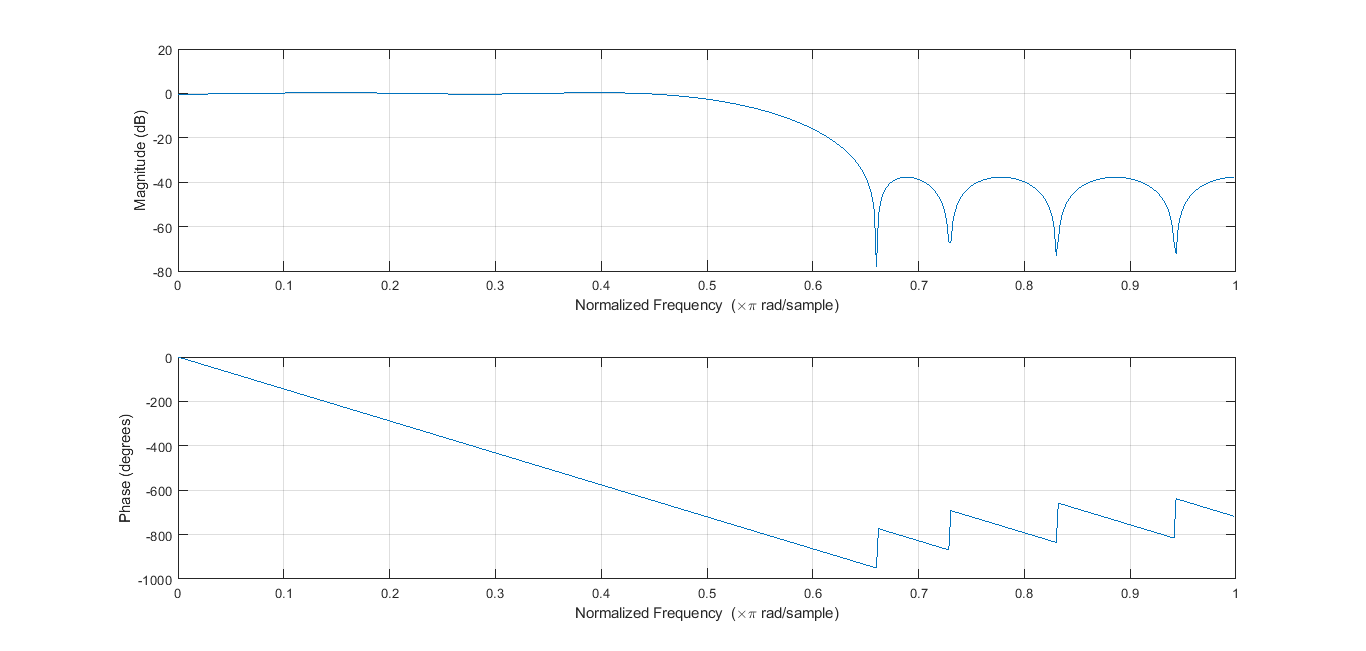 20
0
-20
-40
-60
-80
Magnitude (dB)
0 0.1 0.2 0.3 0.4 0.5 0.6 0.7 0.8 0.9 1
Normalized Frequency (×π rad/sample)
0
-200
-400
-600
-800
-1000
Phase (degrees)
0 0.1 0.2 0.3 0.4 0.5 0.6 0.7 0.8 0.9 1
Normalized Frequency (×π rad/sample)